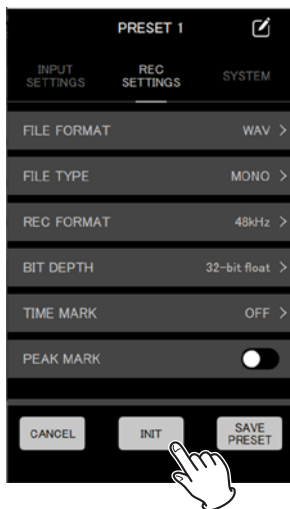 PRESET 1
INPUT
SETTINGS
REC
SETTINGS
SYSTEM
FILE FORMAT WAV >
FILE TYPE MONO >
REC FORMAT 48kHz >
BIT DEPTH 32-bit float >
TIME MARK OFF >
PEAK MARK
CANCEL
INIT
SAVE
PRESET